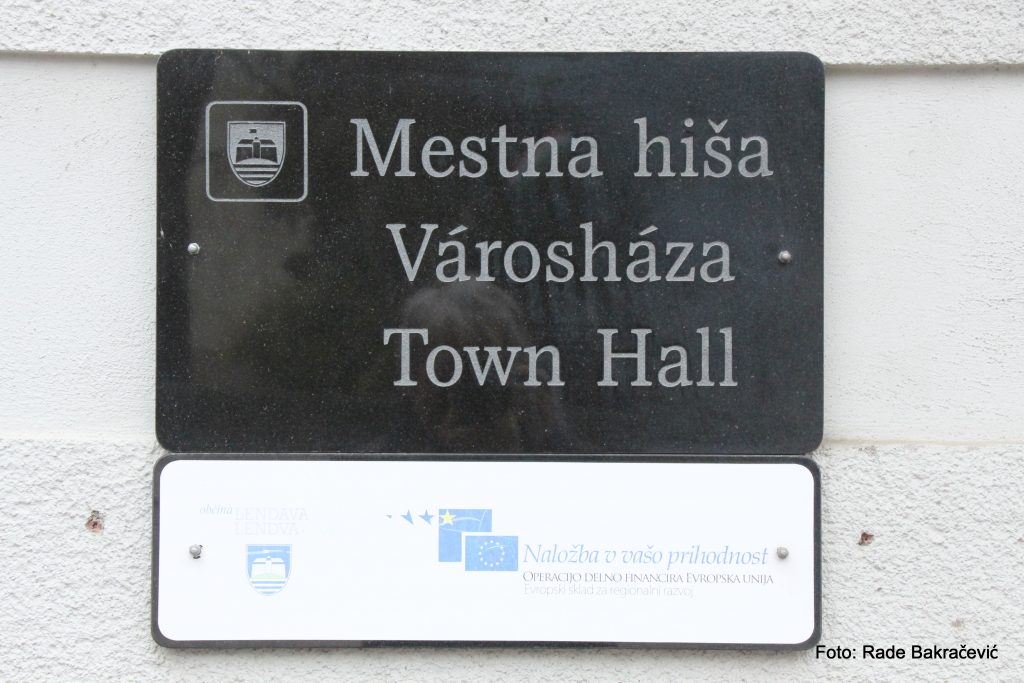 Mestna hiša
Városháza
Town Hall
občina LENDAVA
LENDVA
Naložba v vašo prihodnost
OPERACIJO DELNO FINANCIRA EVROPSKA UNIJA
Evropski sklad za regionalni razvoj
Foto: Rade Bakračević